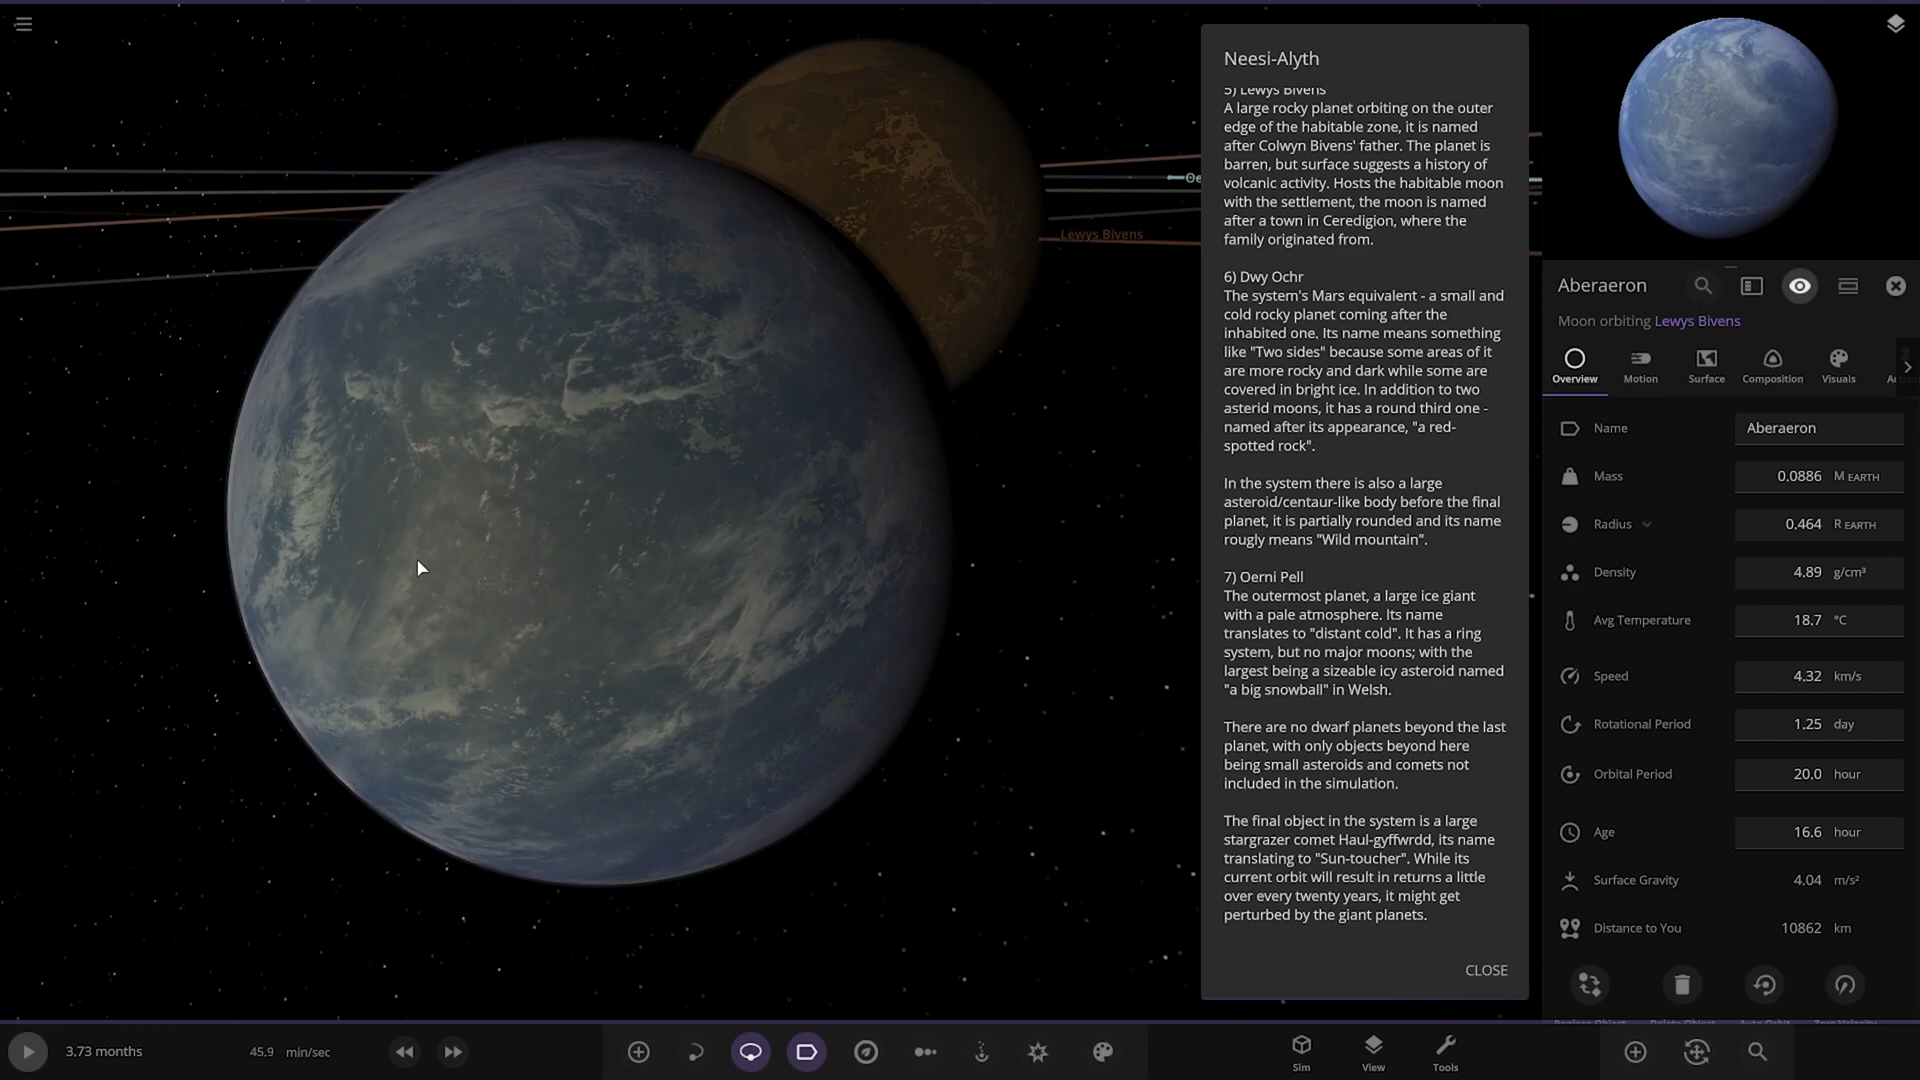 Neesi-Alyth
5) Lewys Bivens
A large rocky planet orbiting on the outer
edge of the habitable zone, it is named
after Colwyn Bivens' father. The planet is
barren, but surface suggests a history of
volcanic activity. Hosts the habitable moon
with the settlement, the moon is named
after a town in Ceredigion, where the
family originated from.
6) Dwy Ochr
The system's Mars equivalent - a small and
cold rocky planet coming after the
inhabited one. Its name means something
like "Two sides" because some areas of it
are more rocky and dark while some are
covered in bright ice. In addition to two
asterid moons, it has a round third one -
named after its appearance, "a red-
spotted rock".
In the system there is also a large
asteroid/centaur-like body before the final
planet, it is partially rounded and its name
rougly means "Wild mountain".
7) Oerni Pell
The outermost planet, a large ice giant
with a pale atmosphere. Its name
translates to "distant cold". It has a ring
system, but no major moons; with the
largest being a sizeable icy asteroid named
"a big snowball" in Welsh.
There are no dwarf planets beyond the last
planet, with only objects beyond here
being small asteroids and comets not
included in the simulation.
The final object in the system is a large
stargrazer comet Haul-gyffwrdd, its name
translating to "Sun-toucher". While its
current orbit will result in returns a little
over every twenty years, it might get
perturbed by the giant planets.
CLOSE
Oe
Lewys Bivens
Aberaeron
Moon orbiting Lewys Bivens
Overview Motion Surface Composition Visuals
Name Aberaeron
Mass 0.0886 M EARTH
Radius 0.464 R EARTH
Density 4.89 g/cm³
Avg Temperature 18.7 °C
Speed 4.32 km/s
Rotational Period 1.25 day
Orbital Period 20.0 hour
Age 16.6 hour
Surface Gravity 4.04 m/s²
Distance to You 10862 km
3.73 months 45.9 min/sec
Sim View Tools